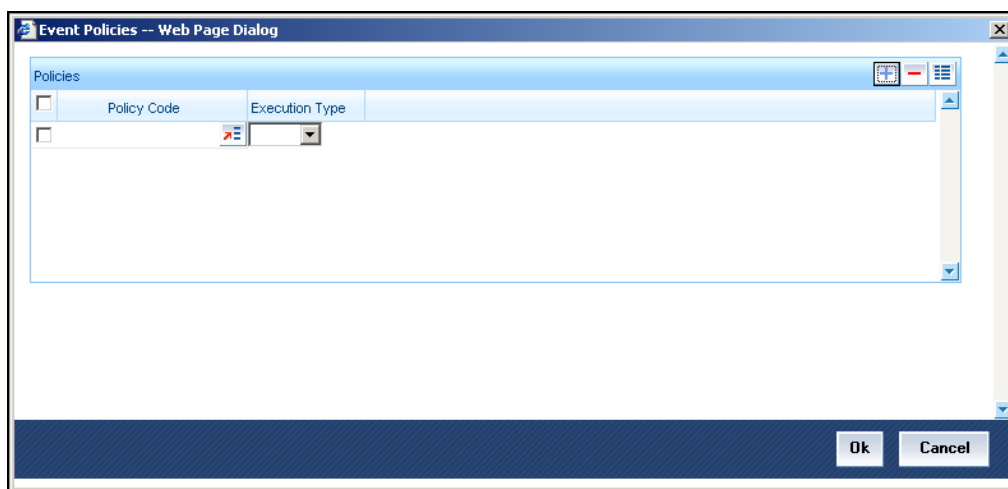 Event Policies -- Web Page Dialog
Policies
Policy Code Execution Type
Ok Cancel